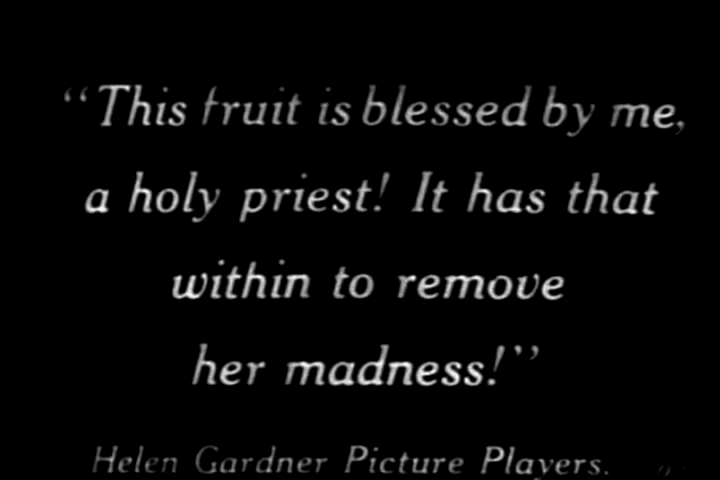 “This fruit is blessed by me,
a holy priest! It has that
within to remove
her madness!”
Helen Gardner Picture Players.